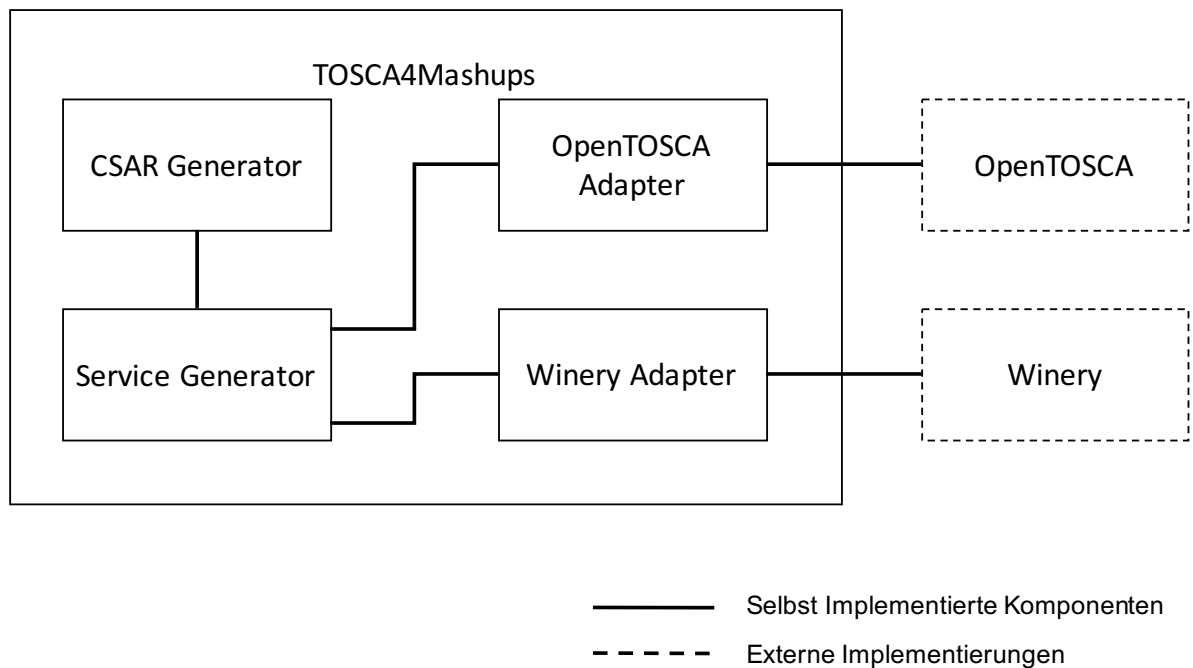 TOSCA4Mashups
CSAR Generator
OpenTOSCA
Adapter
OpenTOSCA
Service Generator
Winery Adapter
Winery
Selbst Implementierte Komponenten
Externe Implementierungen